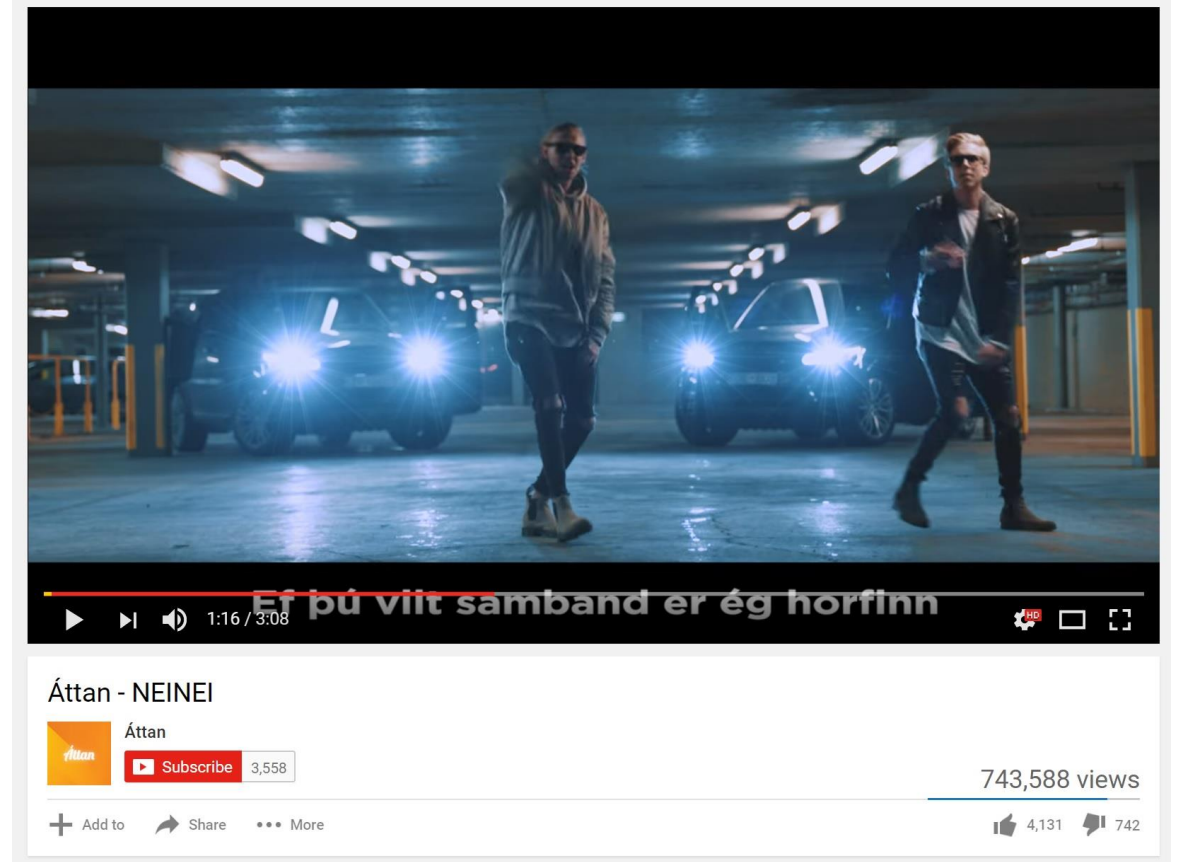 Ef þú vilt samband er ég horfinn
1:16 / 3:08
HD
Áttan - NEINEI
Áttan
Áttan
Subscribe 3,558
743,588 views
Add to Share More
4,131 742